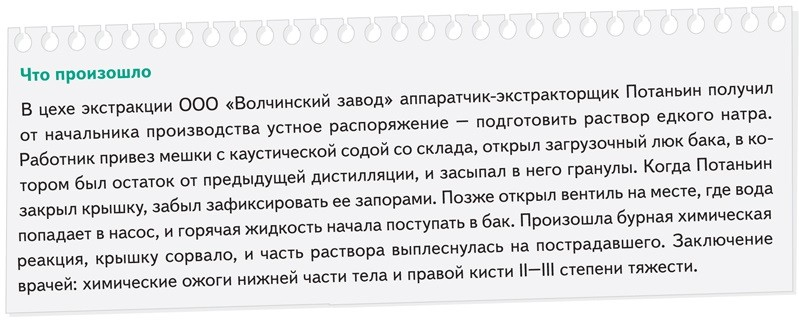 Что произошло
В цехе экстракции ООО «Волчинский завод» аппаратчик-экстракторщик Потаньин получил
от начальника производства устное распоряжение — подготовить раствор едкого натра.
Работник привез мешки с каустической содой со склада, открыл загрузочный люк бака, в ко-
тором был остаток от предыдущей дистилляции, и засыпал в него гранулы. Когда Потаньин
закрыл крышку, забыл зафиксировать ее запорами. Позже открыл вентиль на месте, где вода
попадает в насос, и горячая жидкость начала поступать в бак. Произошла бурная химическая
реакция, крышку сорвало, и часть раствора выплеснулась на пострадавшего. Заключение
врачей: химические ожоги нижней части тела и правой кисти II—III степени тяжести.